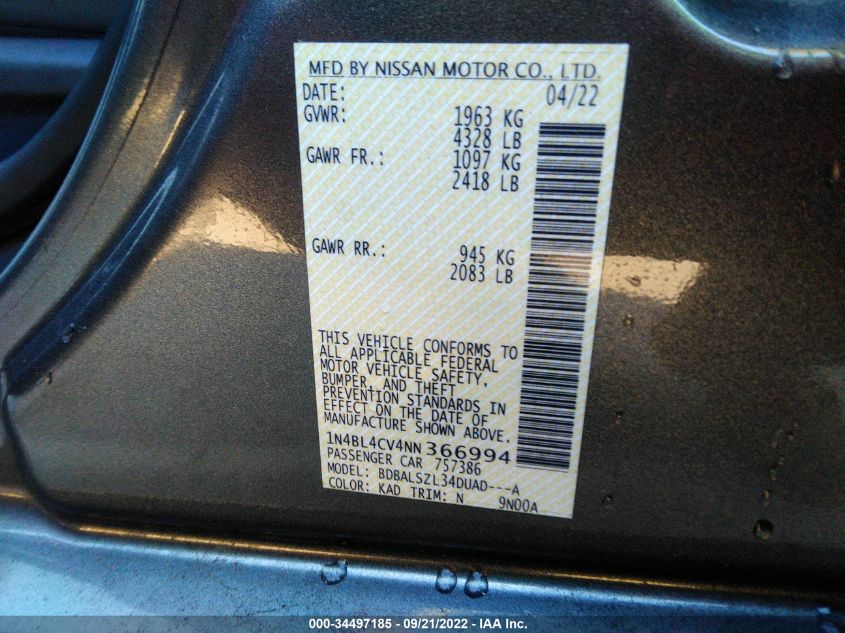 MFD BY NISSAN MOTOR CO., LTD.
DATE: 04/22
GVWR: 1963 KG
4328 LB
GAWR FR.: 1097 KG
2418 LB
GAWR RR.: 945 KG
2083 LB
THIS VEHICLE CONFORMS TO
ALL APPLICABLE FEDERAL
MOTOR VEHICLE SAFETY,
BUMPER, AND THEFT
PREVENTION STANDARDS IN
EFFECT ON THE DATE OF
MANUFACTURE SHOWN ABOVE.
1N4BL4CV4NN366994
PASSENGER CAR 757386
MODEL: BDBALSZL34DUAD---A
COLOR: KAD TRIM: N 9N00A
000-34497185 - 09/21/2022 - IAA Inc.